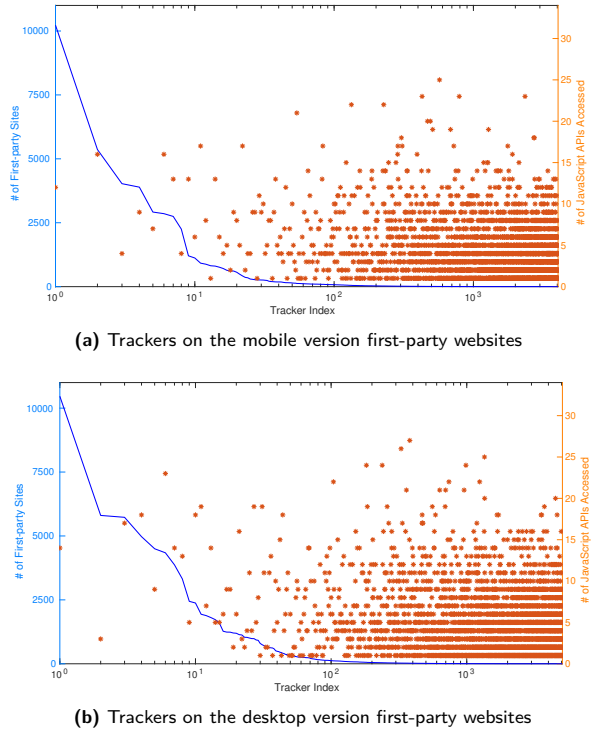 10000
7500
5000
2500
0
# of First-party Sites
35
30
25
20
15
10
5
0
# of JavaScript APIs Accessed
10^0 10^1 10^2 10^3
Tracker Index
(a) Trackers on the mobile version first-party websites
10000
7500
5000
2500
0
# of First-party Sites
30
25
20
15
10
5
0
# of JavaScript APIs Accessed
10^0 10^1 10^2 10^3
Tracker Index
(b) Trackers on the desktop version first-party websites